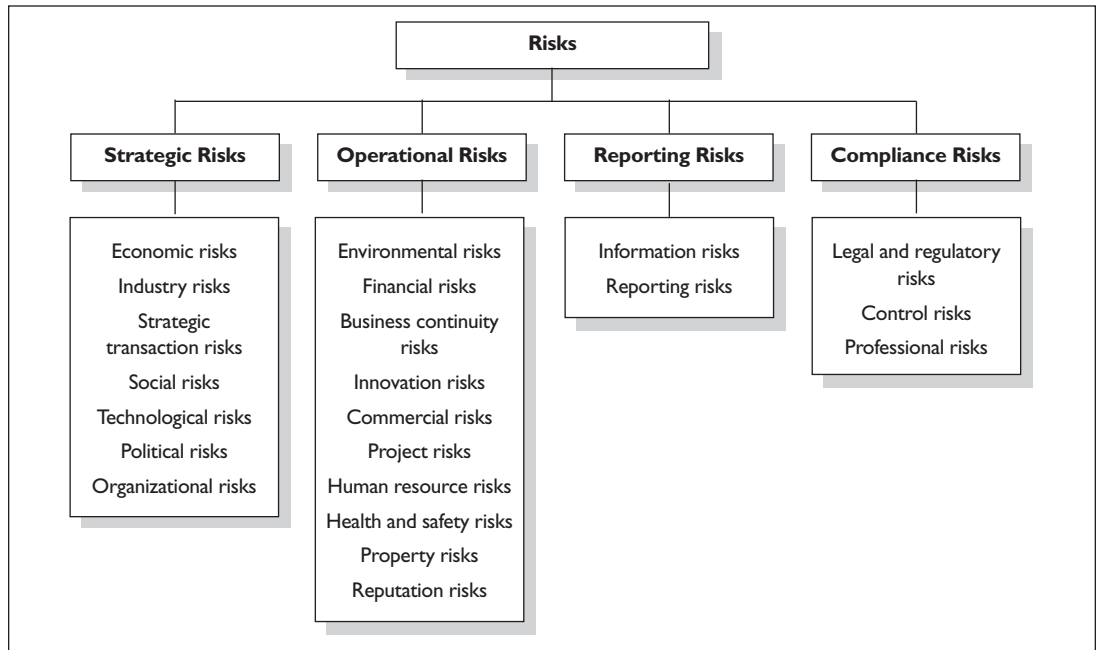 Risks
Strategic Risks
Operational Risks
Reporting Risks
Compliance Risks
Economic risks
Industry risks
Strategic
transaction risks
Social risks
Technological risks
Political risks
Organizational risks
Environmental risks
Financial risks
Business continuity
risks
Innovation risks
Commercial risks
Project risks
Human resource risks
Health and safety risks
Property risks
Reputation risks
Information risks
Reporting risks
Legal and regulatory
risks
Control risks
Professional risks